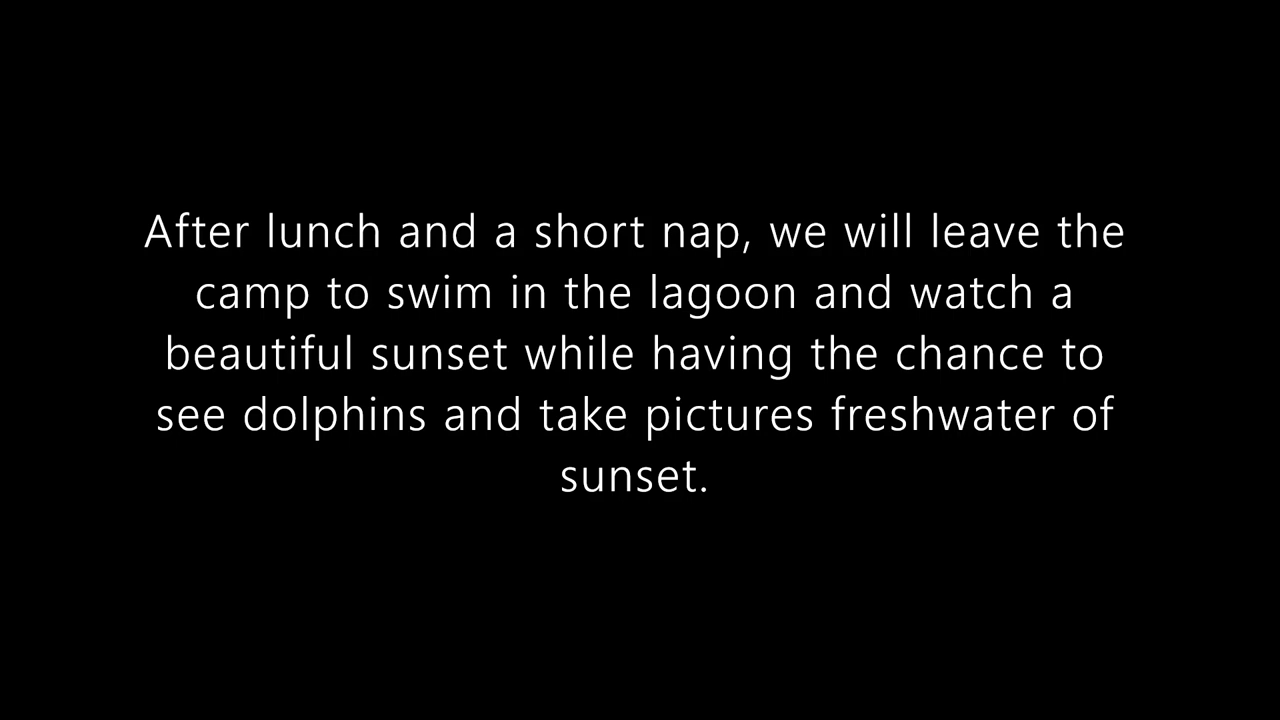 After lunch and a short nap, we will leave the
camp to swim in the lagoon and watch a
beautiful sunset while having the chance to
see dolphins and take pictures freshwater of
sunset.